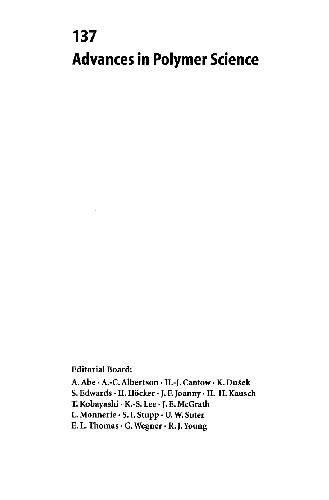 137
Advances in Polymer Science
Editorial Board:
A. Abe · A.-C. Albertson · H.-J. Cantow · K. Dušek
S. Edwards · H. Höcker · J. F. Joanny · H.-H. Kausch
T. Kobayashi · K.-S. Lee · J. E. McGrath
L. Monnerie · S. I. Stupp · U. W. Suter
E. L. Thomas · G. Wegner · R. J. Young